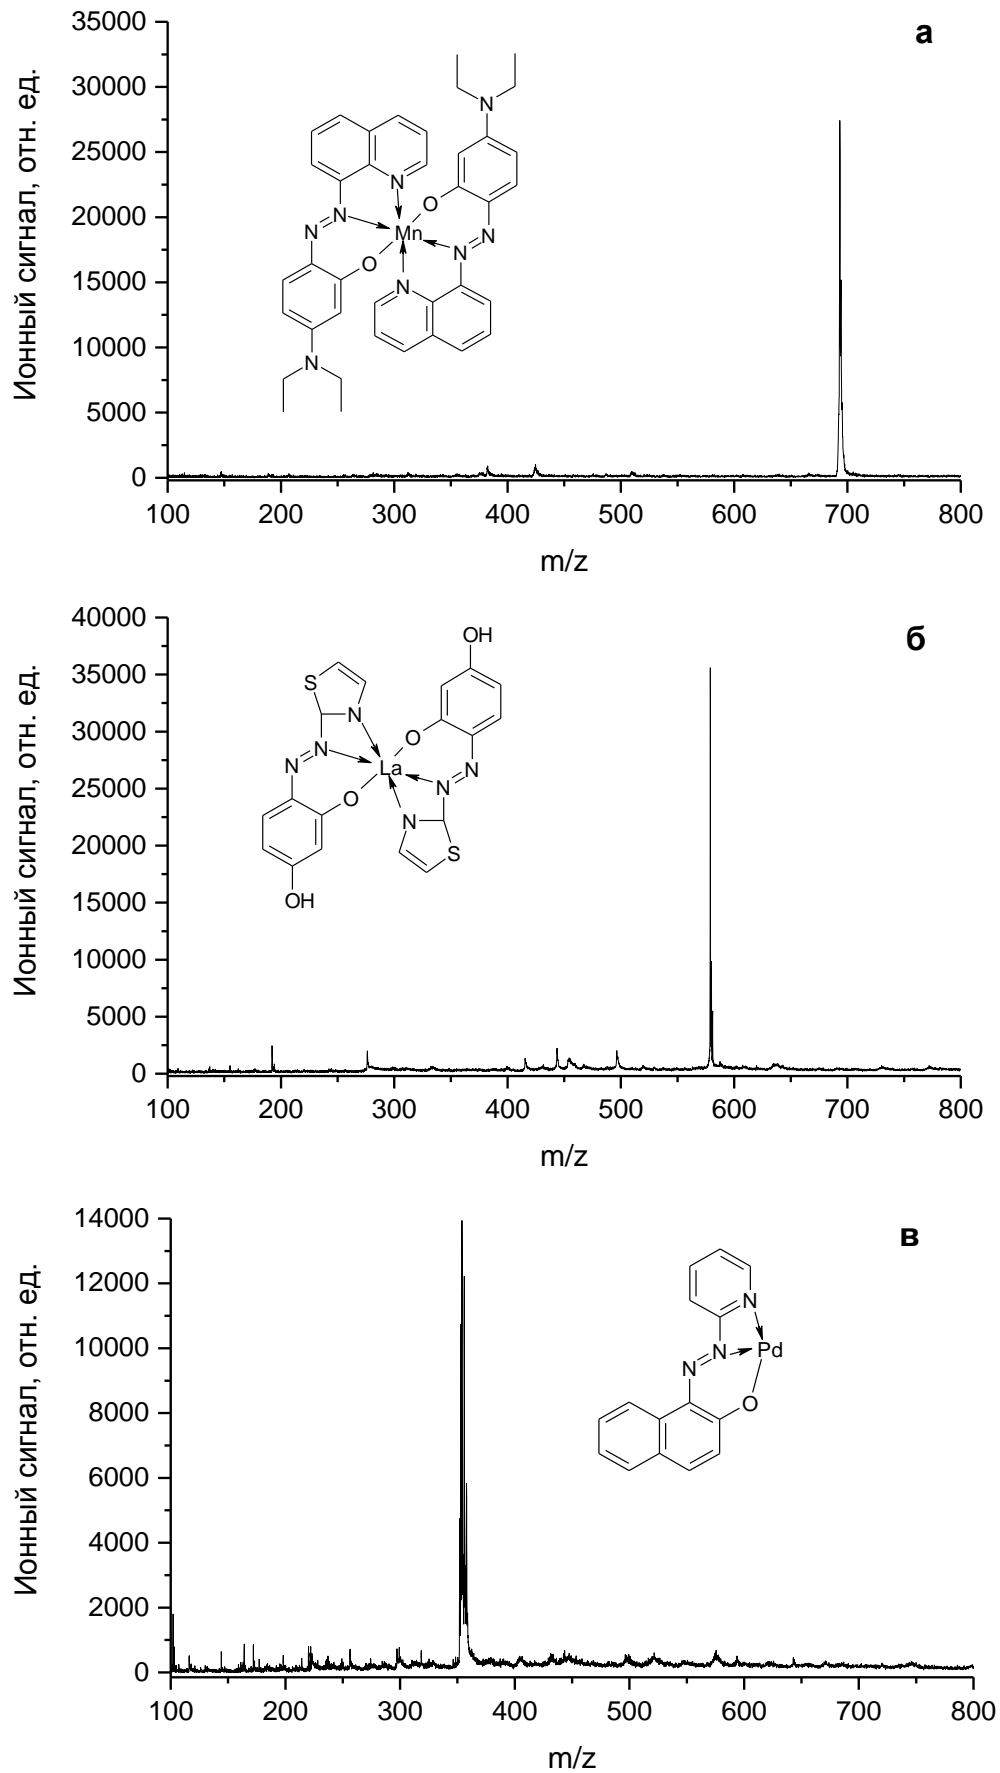 а
Ионный сигнал, отн. ед.
35000
30000
25000
20000
15000
10000
5000
0
N
N
O
N
N
Mn
N
N
O
N
N
N
100 200 300 400 500 600 700 800
m/z
б
Ионный сигнал, отн. ед.
40000
35000
30000
25000
20000
15000
10000
5000
0
OH
S
N
O
N
N
La
N
N
O
N
S
OH
100 200 300 400 500 600 700 800
m/z
в
Ионный сигнал, отн. ед.
14000
12000
10000
8000
6000
4000
2000
0
N
N
N
Pd
O
100 200 300 400 500 600 700 800
m/z